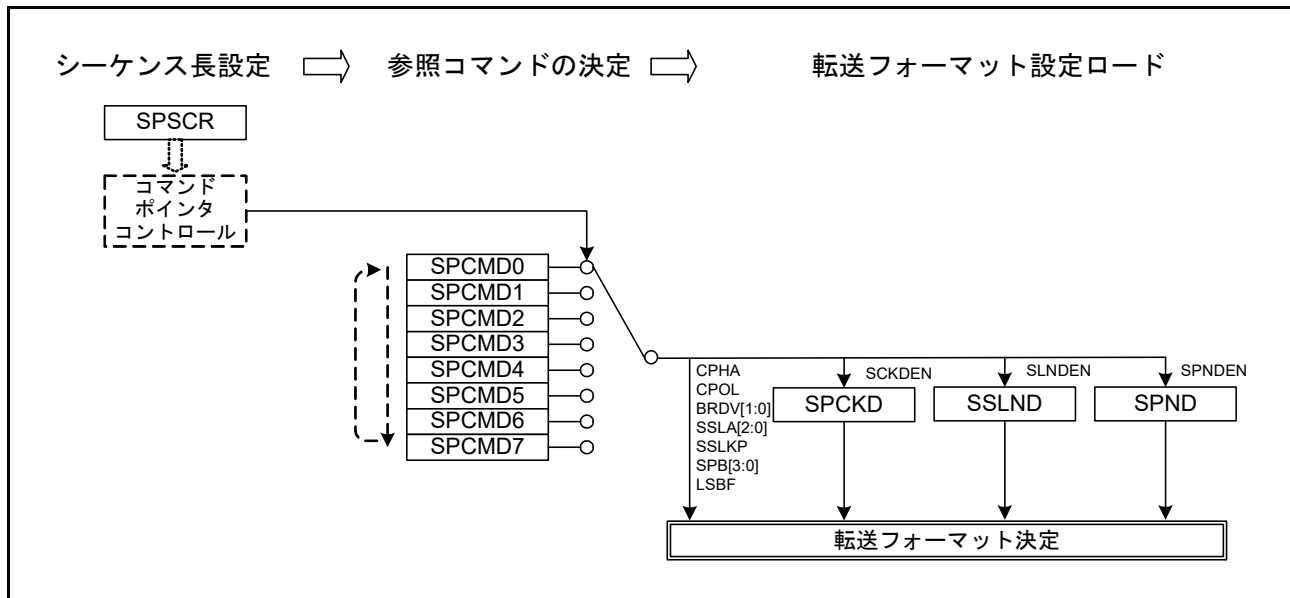 シーケンス長設定
参照コマンドの決定
転送フォーマット設定ロード
SPSCR
コマンド
ポインタ
コントロール
SPCMD0
SPCMD1
SPCMD2
SPCMD3
SPCMD4
SPCMD5
SPCMD6
SPCMD7
CPHA
CPOL
BRDV[1:0]
SSLA[2:0]
SSLKP
SPB[3:0]
LSBF
SCKDEN
SPCKD
SLNDEN
SSLND
SPNDEN
SPND
転送フォーマット決定